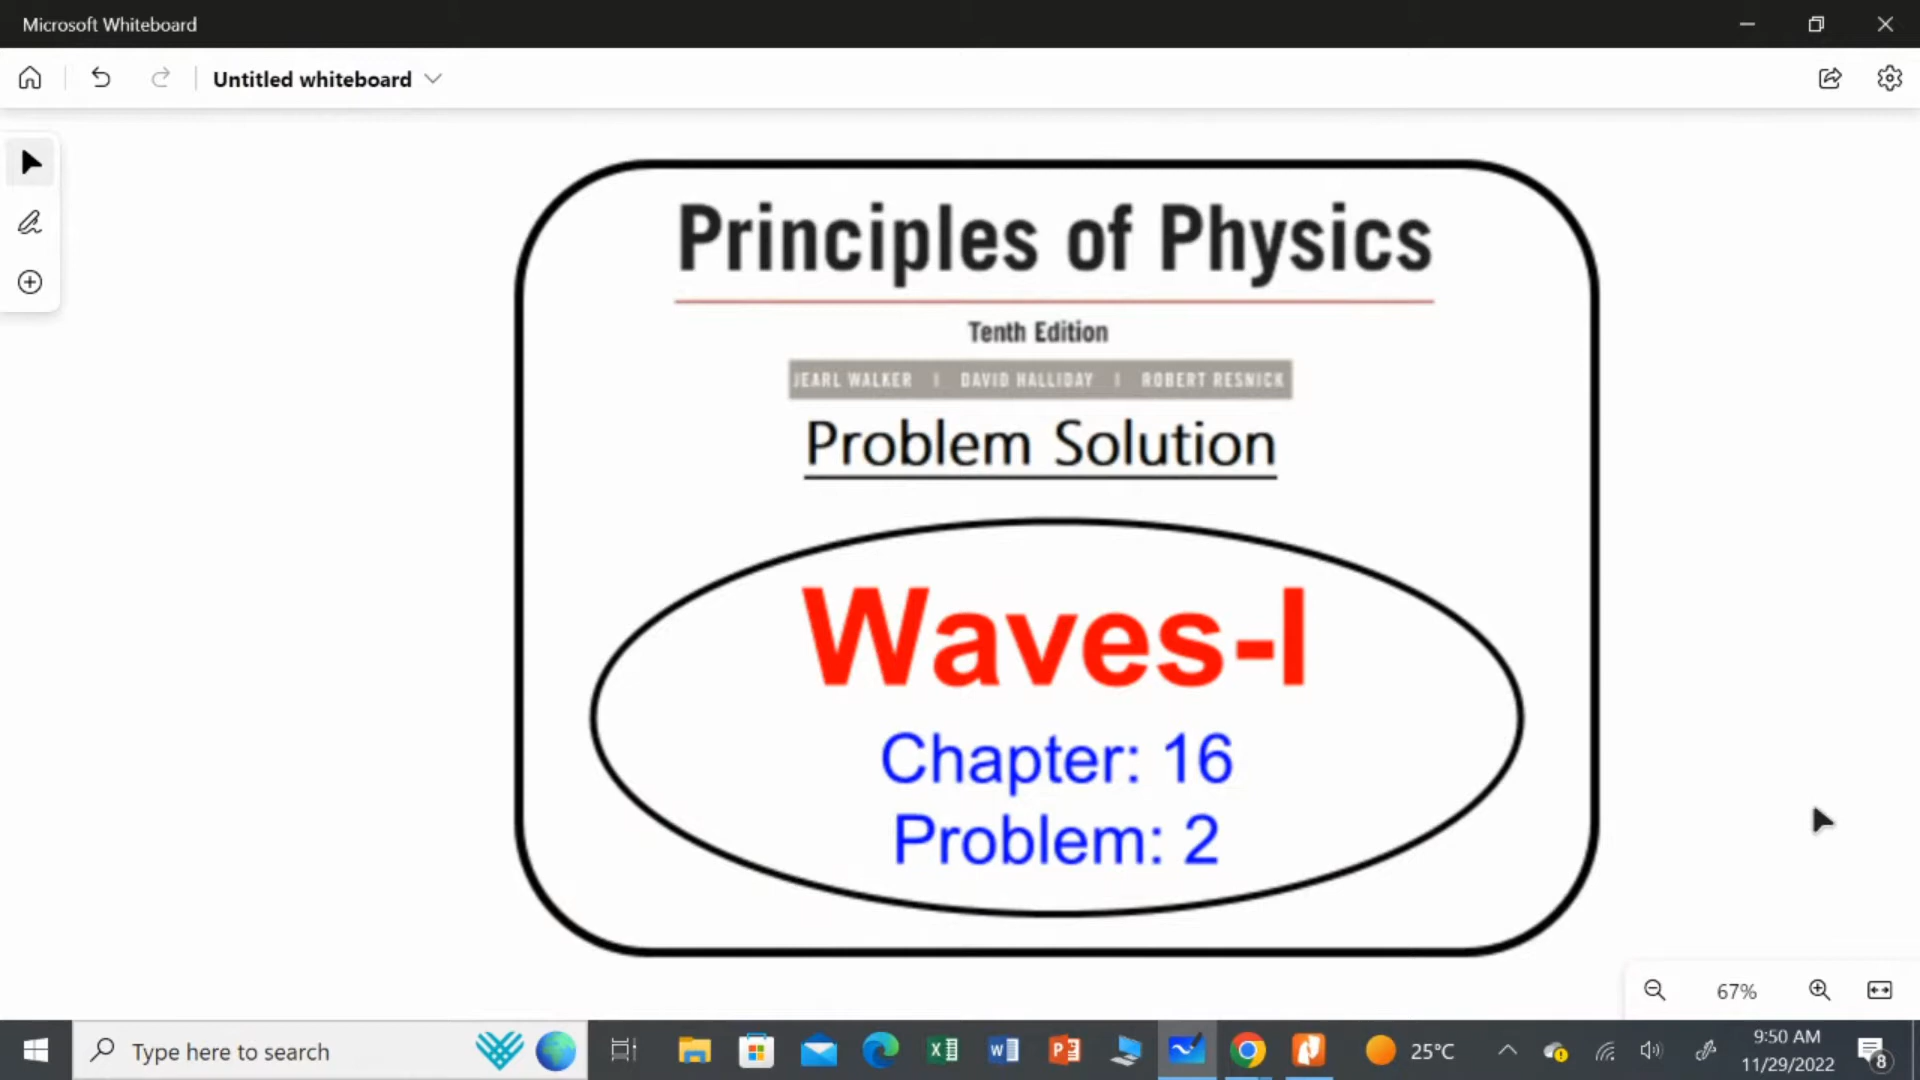 Microsoft Whiteboard
Untitled whiteboard
Principles of Physics
Tenth Edition
JEARL WALKER | DAVID HALLIDAY | ROBERT RESNICK
Problem Solution
Waves-I
Chapter: 16
Problem: 2
67%
Type here to search
25°C
9:50 AM
11/29/2022
8